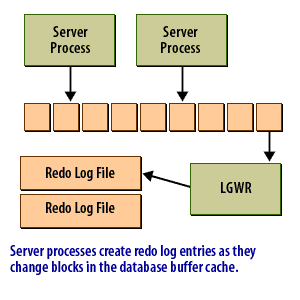 Server
Process
Server
Process
Redo Log File
LGWR
Redo Log File
Server processes create redo log entries as they
change blocks in the database buffer cache.